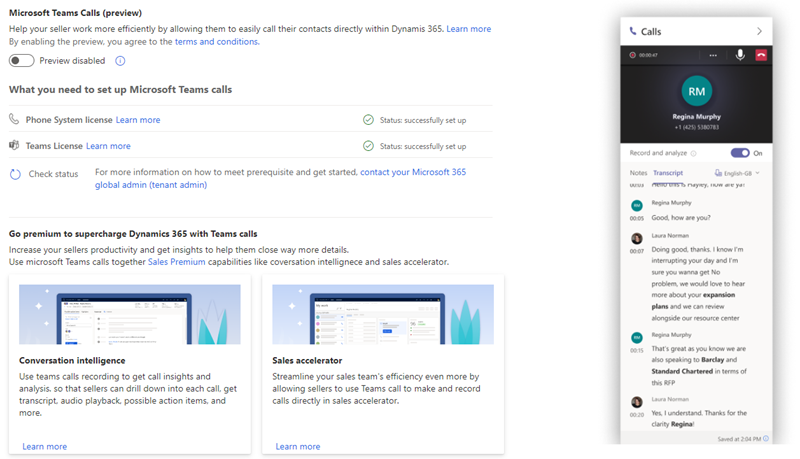 Microsoft Teams Calls (preview)
Help your seller work more efficiently by allowing them to easily call their contacts directly within Dynamis 365. Learn more
By enabling the preview, you agree to the terms and conditions.
Preview disabled
What you need to set up Microsoft Teams calls
Phone System license Learn more
Status: successfully set up
Teams License Learn more
Status: successfully set up
Check status
For more information on how to meet prerequisite and get started, contact your Microsoft 365
global admin (tenant admin)
Go premium to supercharge Dynamics 365 with Teams calls
Increase your sellers productivity and get insights to help them close way more details.
Use microsoft Teams calls together Sales Premium capabilities like coversation intellignece and sales accelerator.
Conversation intelligence
Use teams calls recording to get call insights and
analysis, so that sellers can drill down into each call, get
transcript, audio playback, possible action items, and
more.
Learn more
Sales accelerator
Streamline your sales team's efficiency even more by
allowing sellers to use Teams call to make and record
calls directly in sales accelerator.
Learn more
Calls
00:00:47
RM
Regina Murphy
+1 (425) 5380783
Record and analyze
On
Notes
Transcript
English-GB
00:03
Hello this is Hayley, how are ya?
RM
Regina Murphy
00:05
Good, how are you?
Laura Norman
00:07
Doing good, thanks. I know I'm
interrupting your day and I'm
sure you wanna get No
problem, we would love to hear
more about your expansion
plans and we can review
alongside our resource center
RM
Regina Murphy
00:15
That's great as you know we are
also speaking to Barclay and
Standard Chartered in terms of
this RFP
Laura Norman
00:20
Yes, I understand. Thanks for the
clarity Regina!
Saved at 2.04 PM